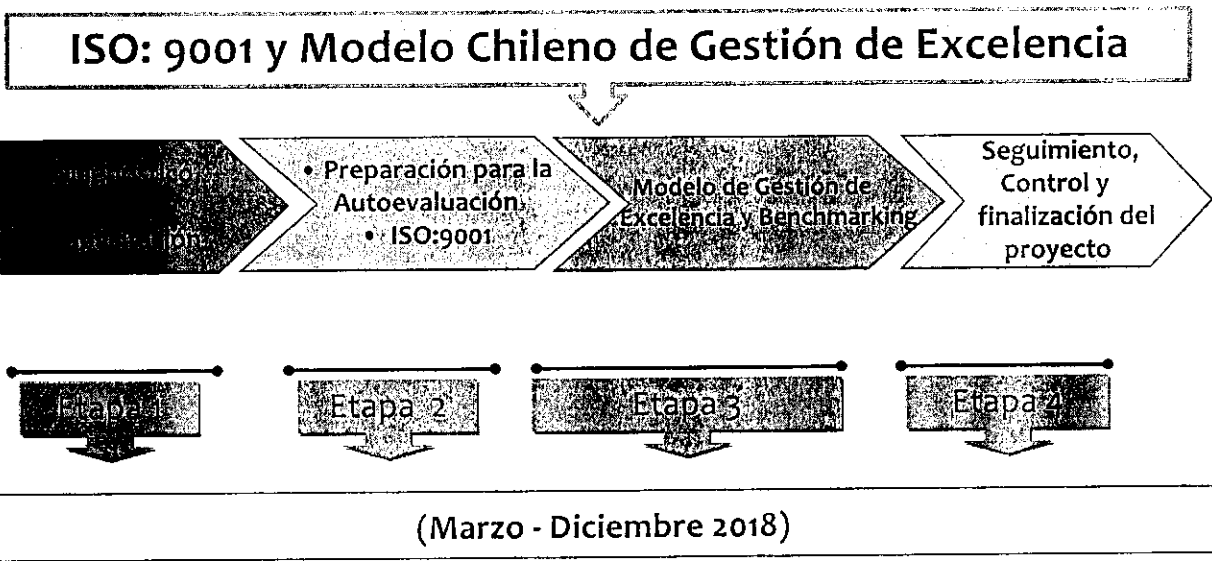 ISO: 9001 y Modelo Chileno de Gestión de Excelencia
• Preparación para la
Autoevaluación.
• ISO:9001
Modelo de Gestión de
Excelencia y Benchmarking
Seguimiento,
Control y
finalización del
proyecto
Etapa 1
Etapa 2
Etapa 3
Etapa 4
(Marzo - Diciembre 2018)